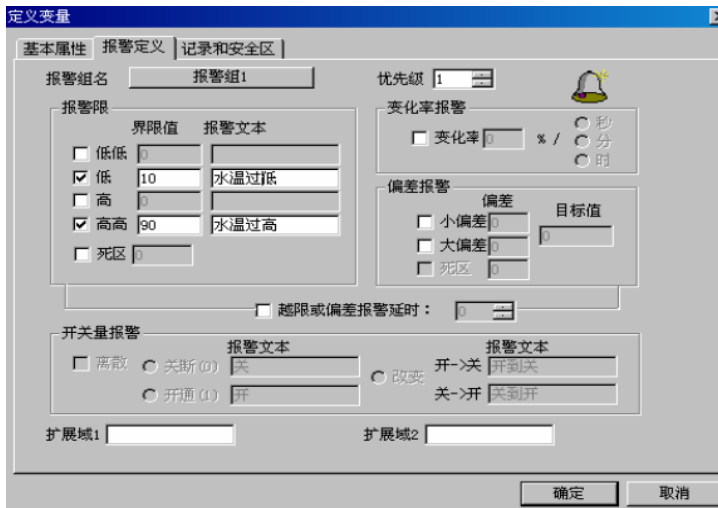 定义变量
基本属性 报警定义 记录和安全区
报警组名 报警组1 优先级 1
报警限 变化率报警
界限值 报警文本
低低 0
低 10 水温过低
高 0
高高 90 水温过高
死区 0
变化率 0 % / 秒
分
时
偏差报警
偏差 目标值
小偏差 0 0
大偏差 0
死区 0
越限或偏差报警延时： 0
开关量报警
报警文本 报警文本
离散 关断(0) 关 改变 开->关 开到关
开通(1) 开 关->开 关到开
扩展域1 扩展域2
确定 取消